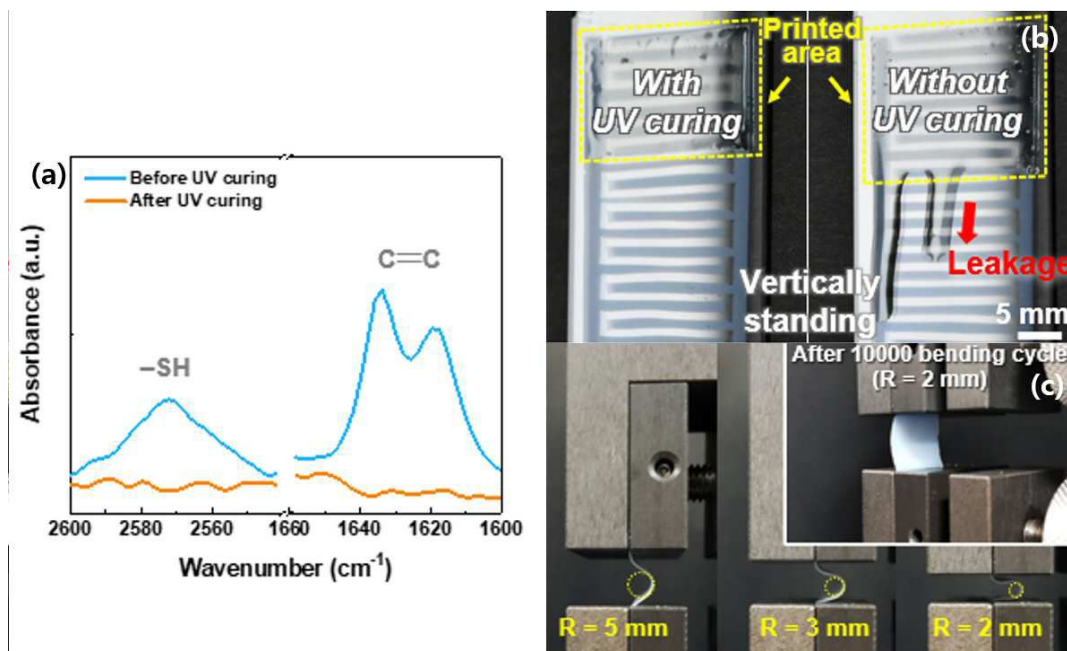 (a)
Before UV curing
After UV curing
C=C
–SH
Absorbance (a.u.)
2600 2580 2560 1660 1640 1620 1600
Wavenumber (cm-1)
Printed
area
(b)
With
UV curing
Without
UV curing
Leakage
Vertically
standing
5 mm
After 10000 bending cycle
(R = 2 mm)
(c)
R = 5 mm
R = 3 mm
R = 2 mm